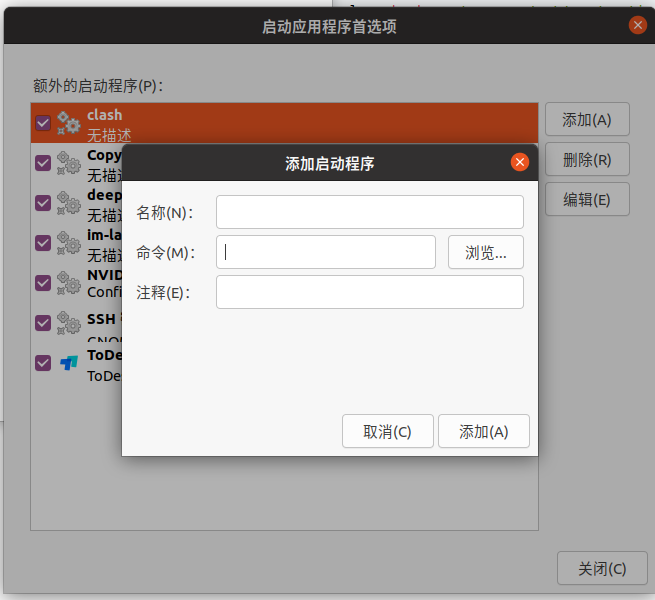 启动应用程序首选项
额外的启动程序(P):
clash
无描述
添加(A)
删除(R)
编辑(E)
Copy
无描述
deep
无描述
im-la
无描述
NVID
Confi
SSH
ToDe
ToDe
添加启动程序
名称(N):
命令(M):
浏览...
注释(E):
取消(C)
添加(A)
关闭(C)